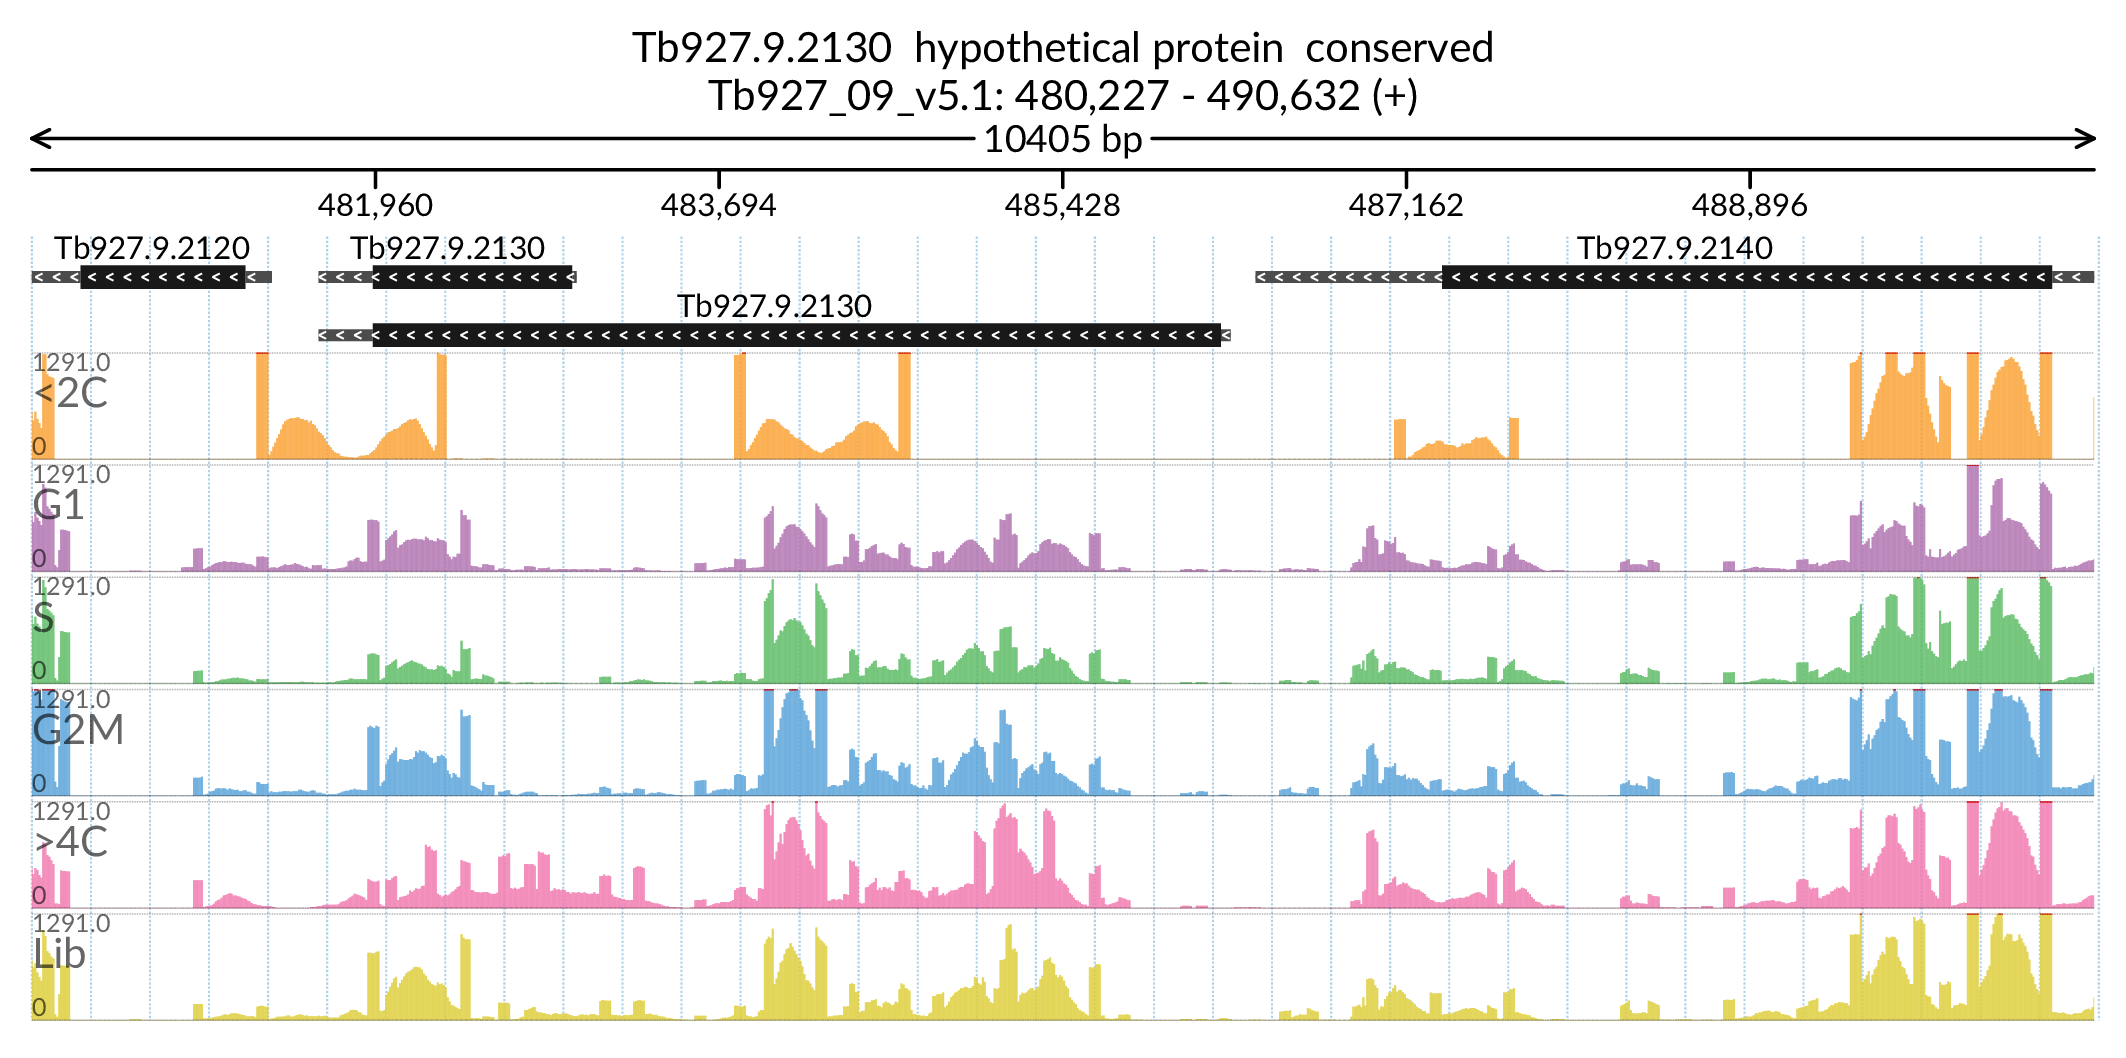 Tb927.9.2130  hypothetical protein  conserved
Tb927_09_v5.1: 480,227 - 490,632 (+)
10405 bp
481,960 483,694 485,428 487,162 488,896
Tb927.9.2120 Tb927.9.2130 Tb927.9.2140
Tb927.9.2130
1291.0
<2C
0
1291.0
G1
0
1291.0
S
0
1291.0
G2M
0
1291.0
>4C
0
1291.0
Lib
0